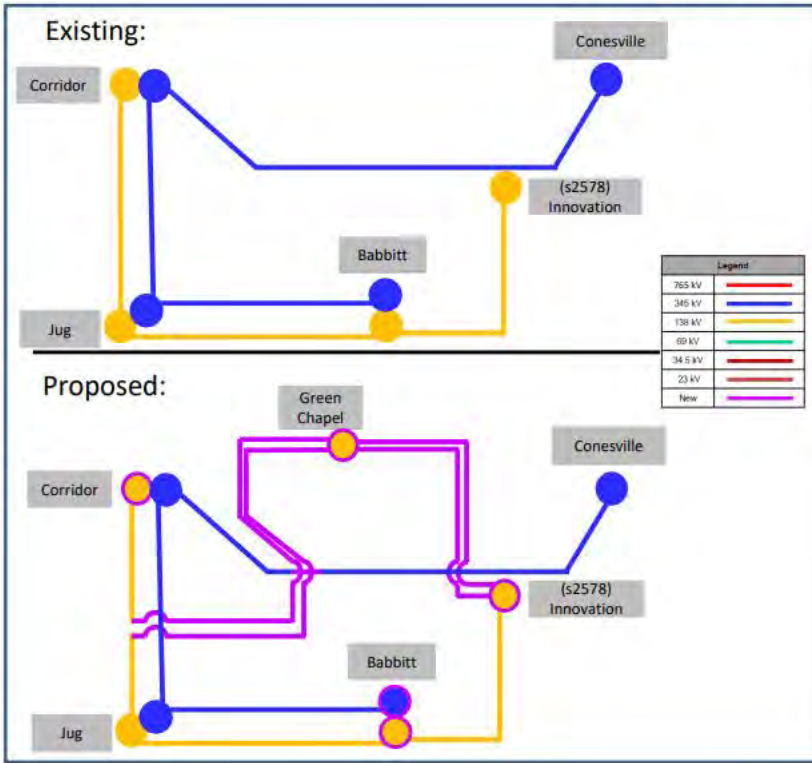 Existing:
Conesville
Corridor
(s2578)
Innovation
Babbitt
Jug
Legend
765 kV
345 kV
138 kV
69 kV
34.5 kV
23 kV
New
Proposed:
Green
Chapel
Conesville
Corridor
(s2578)
Innovation
Babbitt
Jug